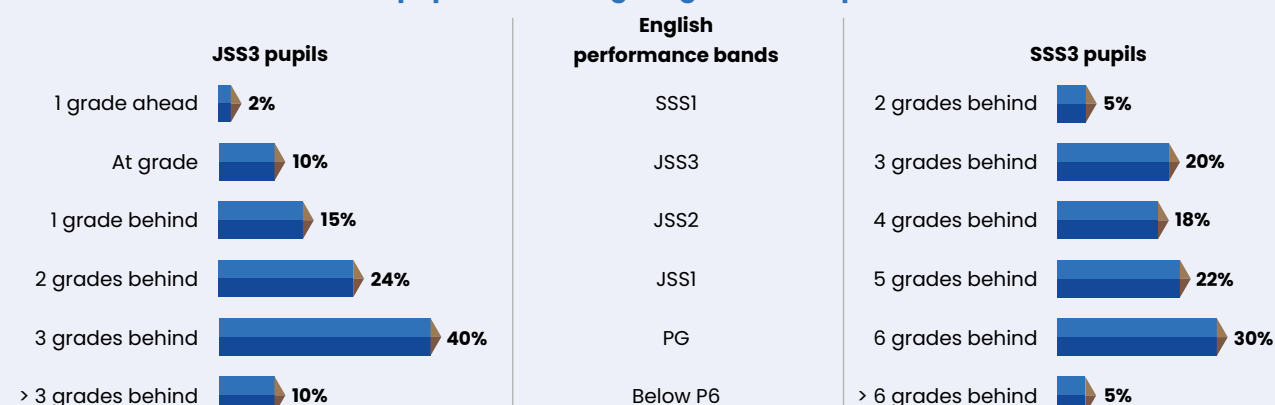 English
performance bands
JSS3 pupils
SSS3 pupils
1 grade ahead 2% SSS1 2 grades behind 5%
At grade 10% JSS3 3 grades behind 20%
1 grade behind 15% JSS2 4 grades behind 18%
2 grades behind 24% JSS1 5 grades behind 22%
3 grades behind 40% PG 6 grades behind 30%
> 3 grades behind 10% Below P6 > 6 grades behind 5%